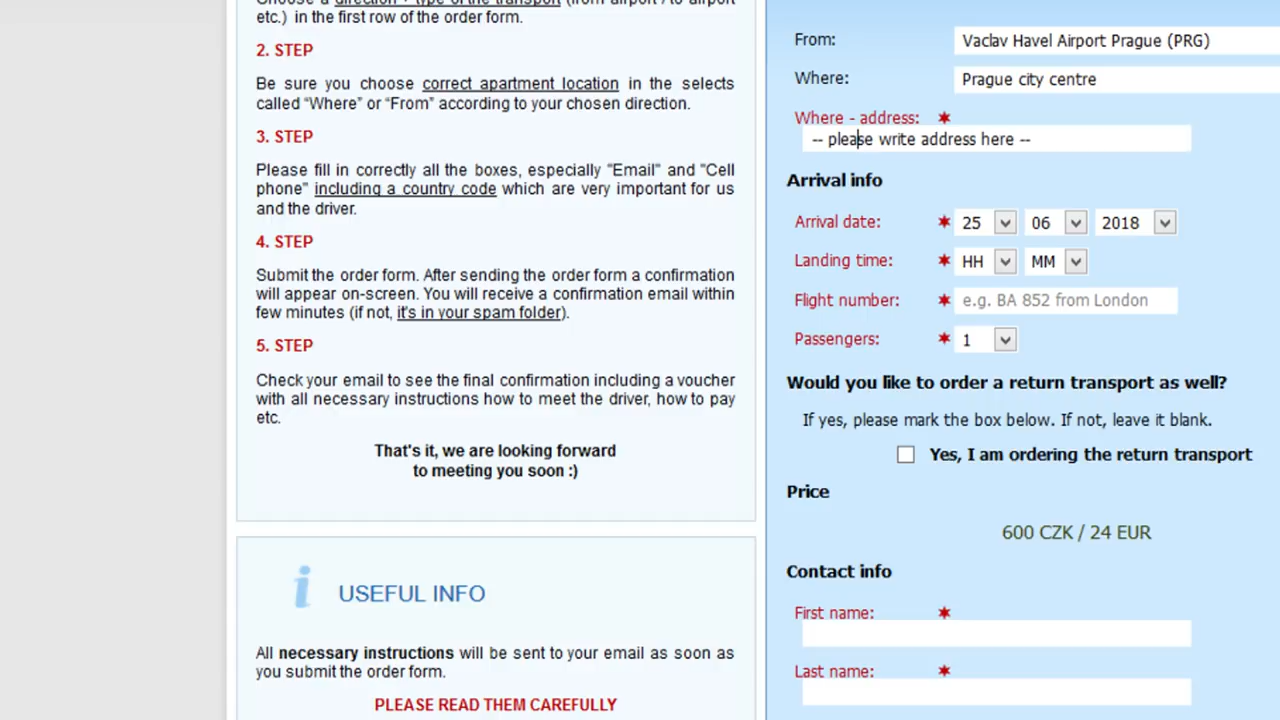 Choose a direction + type of the transport (from airport / to airport
etc.) in the first row of the order form.
2. STEP
Be sure you choose correct apartment location in the selects
called “Where” or “From” according to your chosen direction.
3. STEP
Please fill in correctly all the boxes, especially “Email” and “Cell
phone” including a country code which are very important for us
and the driver.
4. STEP
Submit the order form. After sending the order form a confirmation
will appear on-screen. You will receive a confirmation email within
few minutes (if not, it's in your spam folder).
5. STEP
Check your email to see the final confirmation including a voucher
with all necessary instructions how to meet the driver, how to pay
etc.
That's it, we are looking forward
to meeting you soon :)
USEFUL INFO
All necessary instructions will be sent to your email as soon as
you submit the order form.
PLEASE READ THEM CAREFULLY
From: Vaclav Havel Airport Prague (PRG)
Where: Prague city centre
Where - address:
-- please write address here --
Arrival info
Arrival date: 25 06 2018
Landing time: HH MM
Flight number: e.g. BA 852 from London
Passengers: 1
Would you like to order a return transport as well?
If yes, please mark the box below. If not, leave it blank.
Yes, I am ordering the return transport
Price
600 CZK / 24 EUR
Contact info
First name:
Last name: